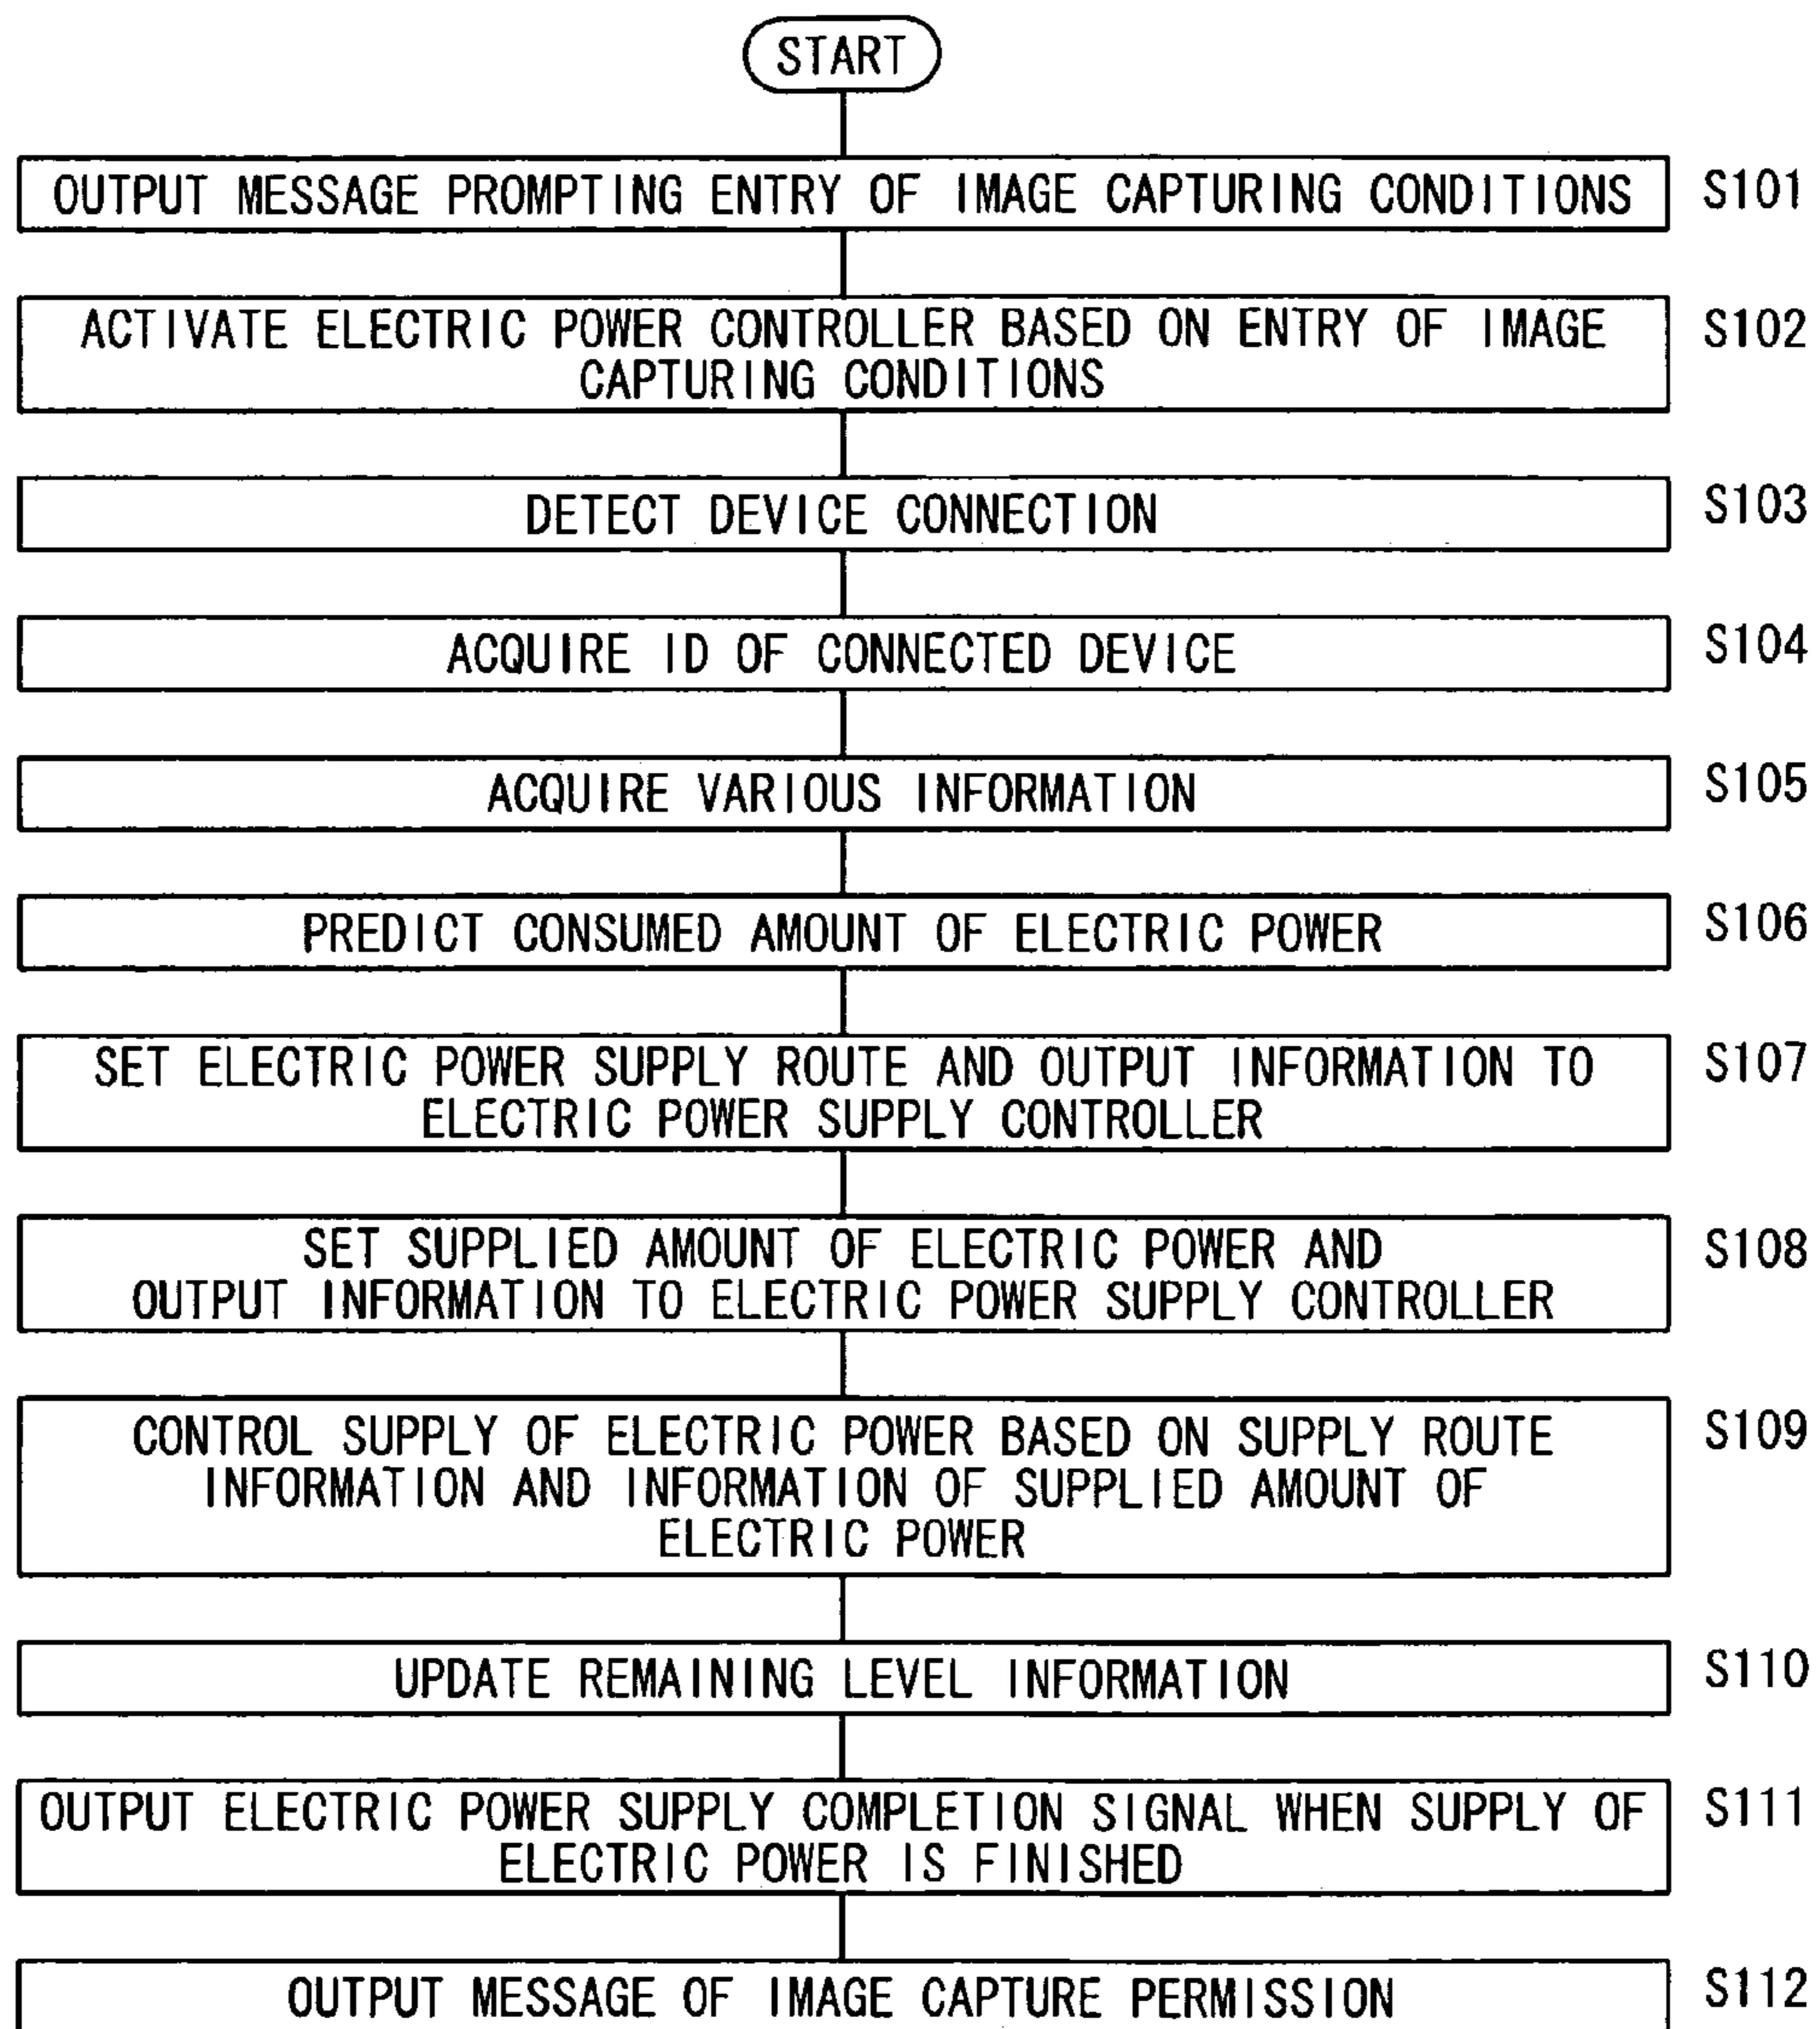 START
OUTPUT MESSAGE PROMPTING ENTRY OF IMAGE CAPTURING CONDITIONS S101
ACTIVATE ELECTRIC POWER CONTROLLER BASED ON ENTRY OF IMAGE S102
CAPTURING CONDITIONS
DETECT DEVICE CONNECTION S103
ACQUIRE ID OF CONNECTED DEVICE S104
ACQUIRE VARIOUS INFORMATION S105
PREDICT CONSUMED AMOUNT OF ELECTRIC POWER S106
SET ELECTRIC POWER SUPPLY ROUTE AND OUTPUT INFORMATION TO S107
ELECTRIC POWER SUPPLY CONTROLLER
SET SUPPLIED AMOUNT OF ELECTRIC POWER AND S108
OUTPUT INFORMATION TO ELECTRIC POWER SUPPLY CONTROLLER
CONTROL SUPPLY OF ELECTRIC POWER BASED ON SUPPLY ROUTE S109
INFORMATION AND INFORMATION OF SUPPLIED AMOUNT OF
ELECTRIC POWER
UPDATE REMAINING LEVEL INFORMATION S110
OUTPUT ELECTRIC POWER SUPPLY COMPLETION SIGNAL WHEN SUPPLY OF S111
ELECTRIC POWER IS FINISHED
OUTPUT MESSAGE OF IMAGE CAPTURE PERMISSION S112